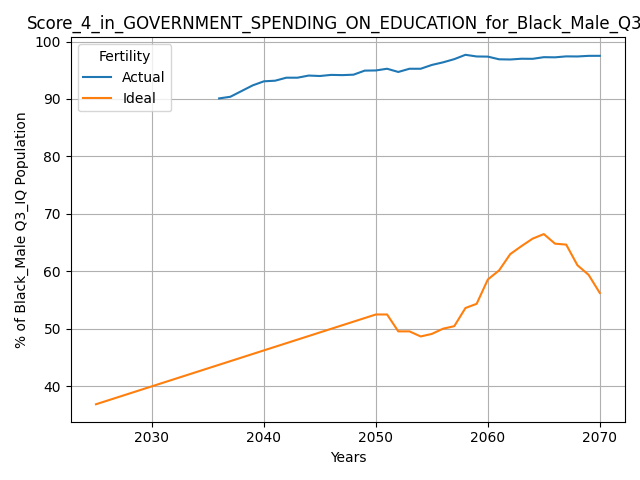 Score_4_in_GOVERNMENT_SPENDING_ON_EDUCATION_for_Black_Male_Q3
Fertility
Actual
Ideal
% of Black_Male Q3_IQ Population
100
90
80
70
60
50
40
2030 2040 2050 2060 2070
Years